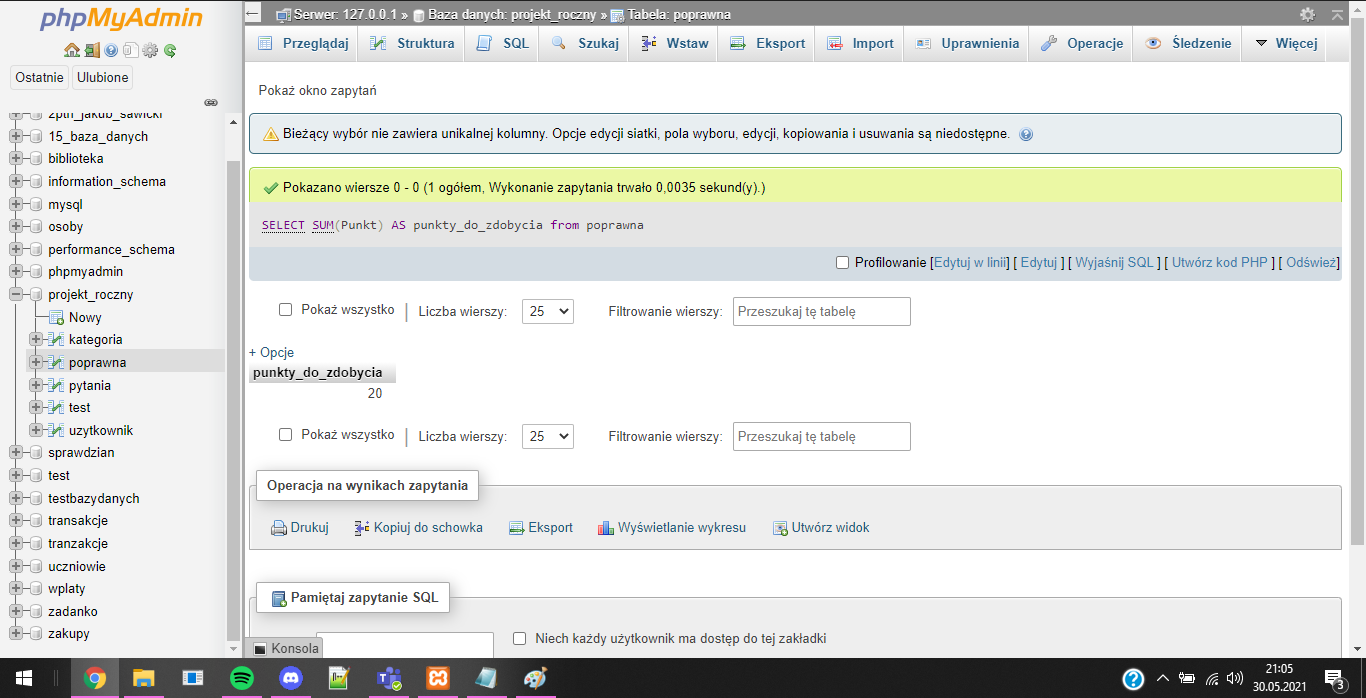 phpMyAdmin
Ostatnie Ulubione
2ptn_jakub_sawicki
15_baza_danych
biblioteka
information_schema
mysql
osoby
performance_schema
phpmyadmin
projekt_roczny
Nowy
kategoria
poprawna
pytania
test
uzytkownik
sprawdzian
test
testbazydanych
transakcje
tranzakcje
uczniowie
wplaty
zadanko
zakupy
Serwer: 127.0.0.1 » Baza danych: projekt_roczny » Tabela: poprawna
Przeglądaj Struktura SQL Szukaj Wstaw Eksport Import Uprawnienia Operacje Śledzenie Więcej
Pokaż okno zapytań
Bieżący wybór nie zawiera unikalnej kolumny. Opcje edycji siatki, pola wyboru, edycji, kopiowania i usuwania są niedostępne.
Pokazano wiersze 0 - 0 (1 ogółem, Wykonanie zapytania trwało 0,0035 sekund(y).)
SELECT SUM(Punkt) AS punkty_do_zdobycia from poprawna
Profilowanie [Edytuj w linii] [ Edytuj ] [ Wyjaśnij SQL ] [ Utwórz kod PHP ] [ Odśwież]
Pokaż wszystko Liczba wierszy: 25 Filtrowanie wierszy: Przeszukaj tę tabelę
+ Opcje
punkty_do_zdobycia
20
Pokaż wszystko Liczba wierszy: 25 Filtrowanie wierszy: Przeszukaj tę tabelę
Operacja na wynikach zapytania
Drukuj Kopiuj do schowka Eksport Wyświetlanie wykresu Utwórz widok
Pamiętaj zapytanie SQL
Niech każdy użytkownik ma dostęp do tej zakładki
Konsola
21:05
30.05.2021
3